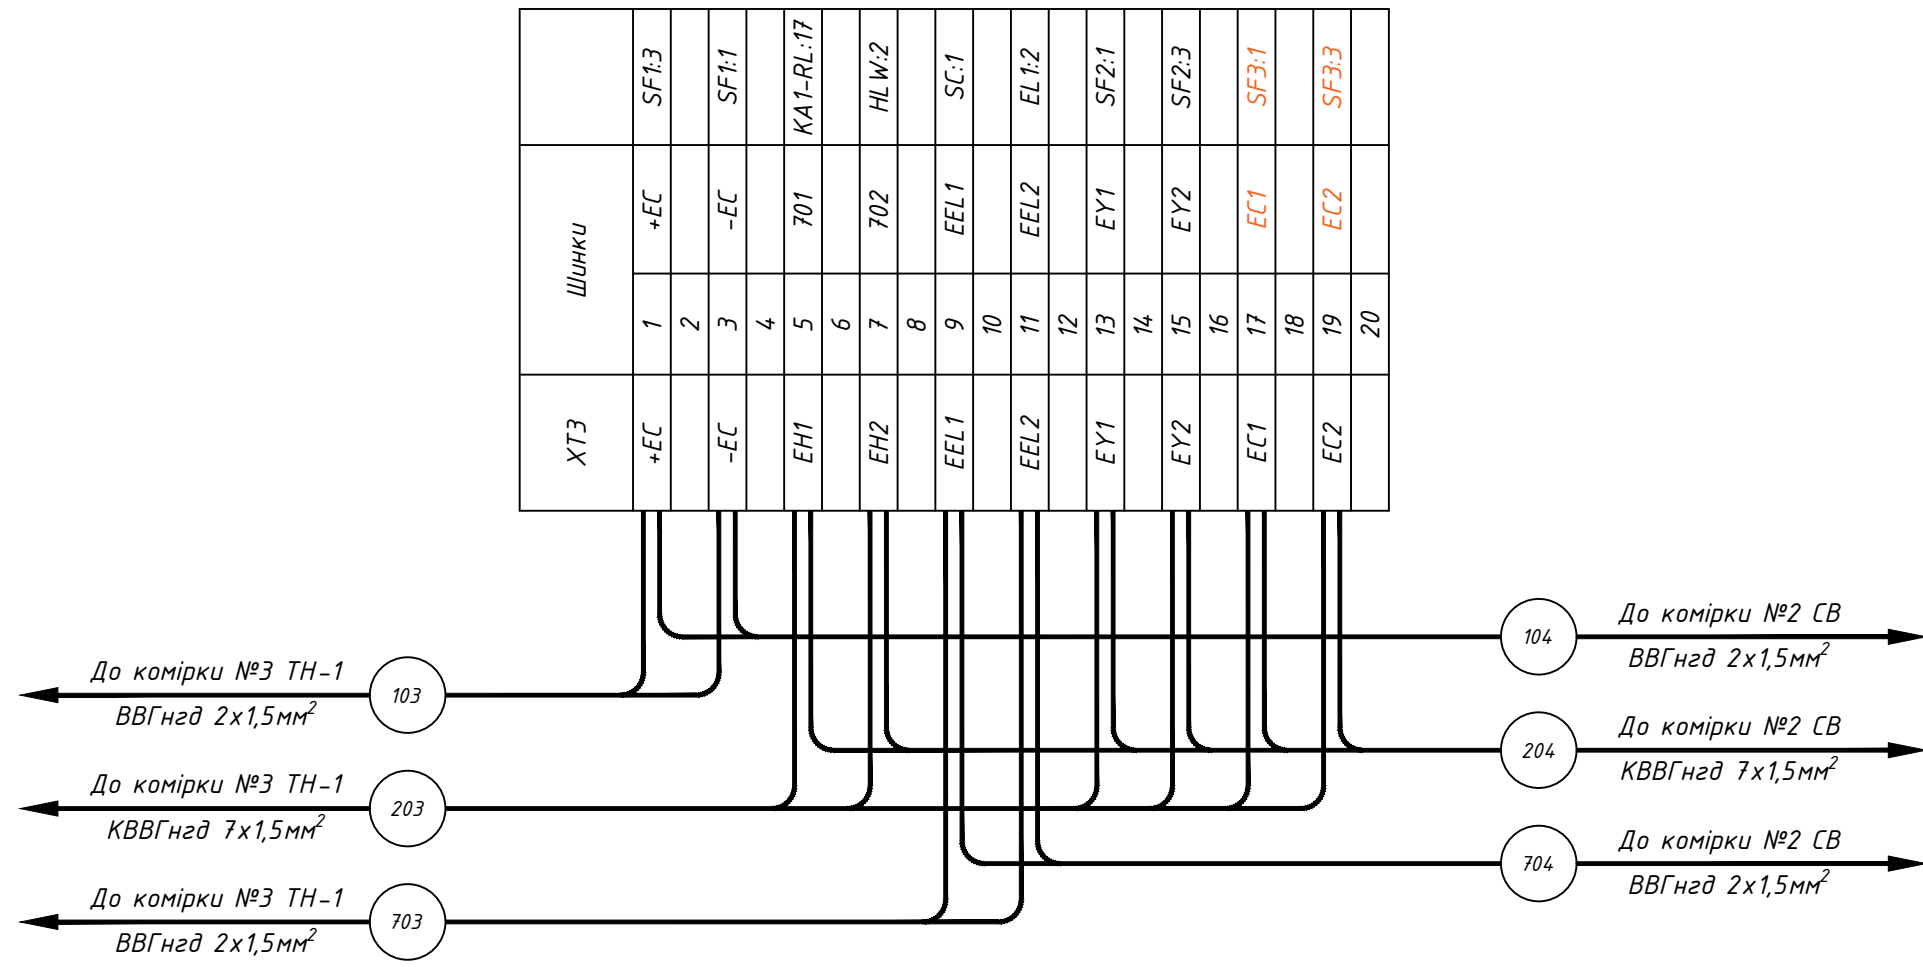 SF1:3 SF1:1 KA1-RL:17 HLW:2 SC:1 EL1:2 SF2:1 SF2:3 SF3:1 SF3:3
Шинки +EC -EC 701 702 EEL1 EEL2 EY1 EY2 EC1 EC2
1 2 3 4 5 6 7 8 9 10 11 12 13 14 15 16 17 18 19 20
ХТ3 +EC -EC EH1 EH2 EEL1 EEL2 EY1 EY2 EC1 EC2
До комірки №3 ТН-1
103
ВВГнгд 2х1,5мм²
До комірки №3 ТН-1
203
КВВГнгд 7х1,5мм²
До комірки №3 ТН-1
703
ВВГнгд 2х1,5мм²
До комірки №2 СВ
104
ВВГнгд 2х1,5мм²
До комірки №2 СВ
204
КВВГнгд 7х1,5мм²
До комірки №2 СВ
704
ВВГнгд 2х1,5мм²